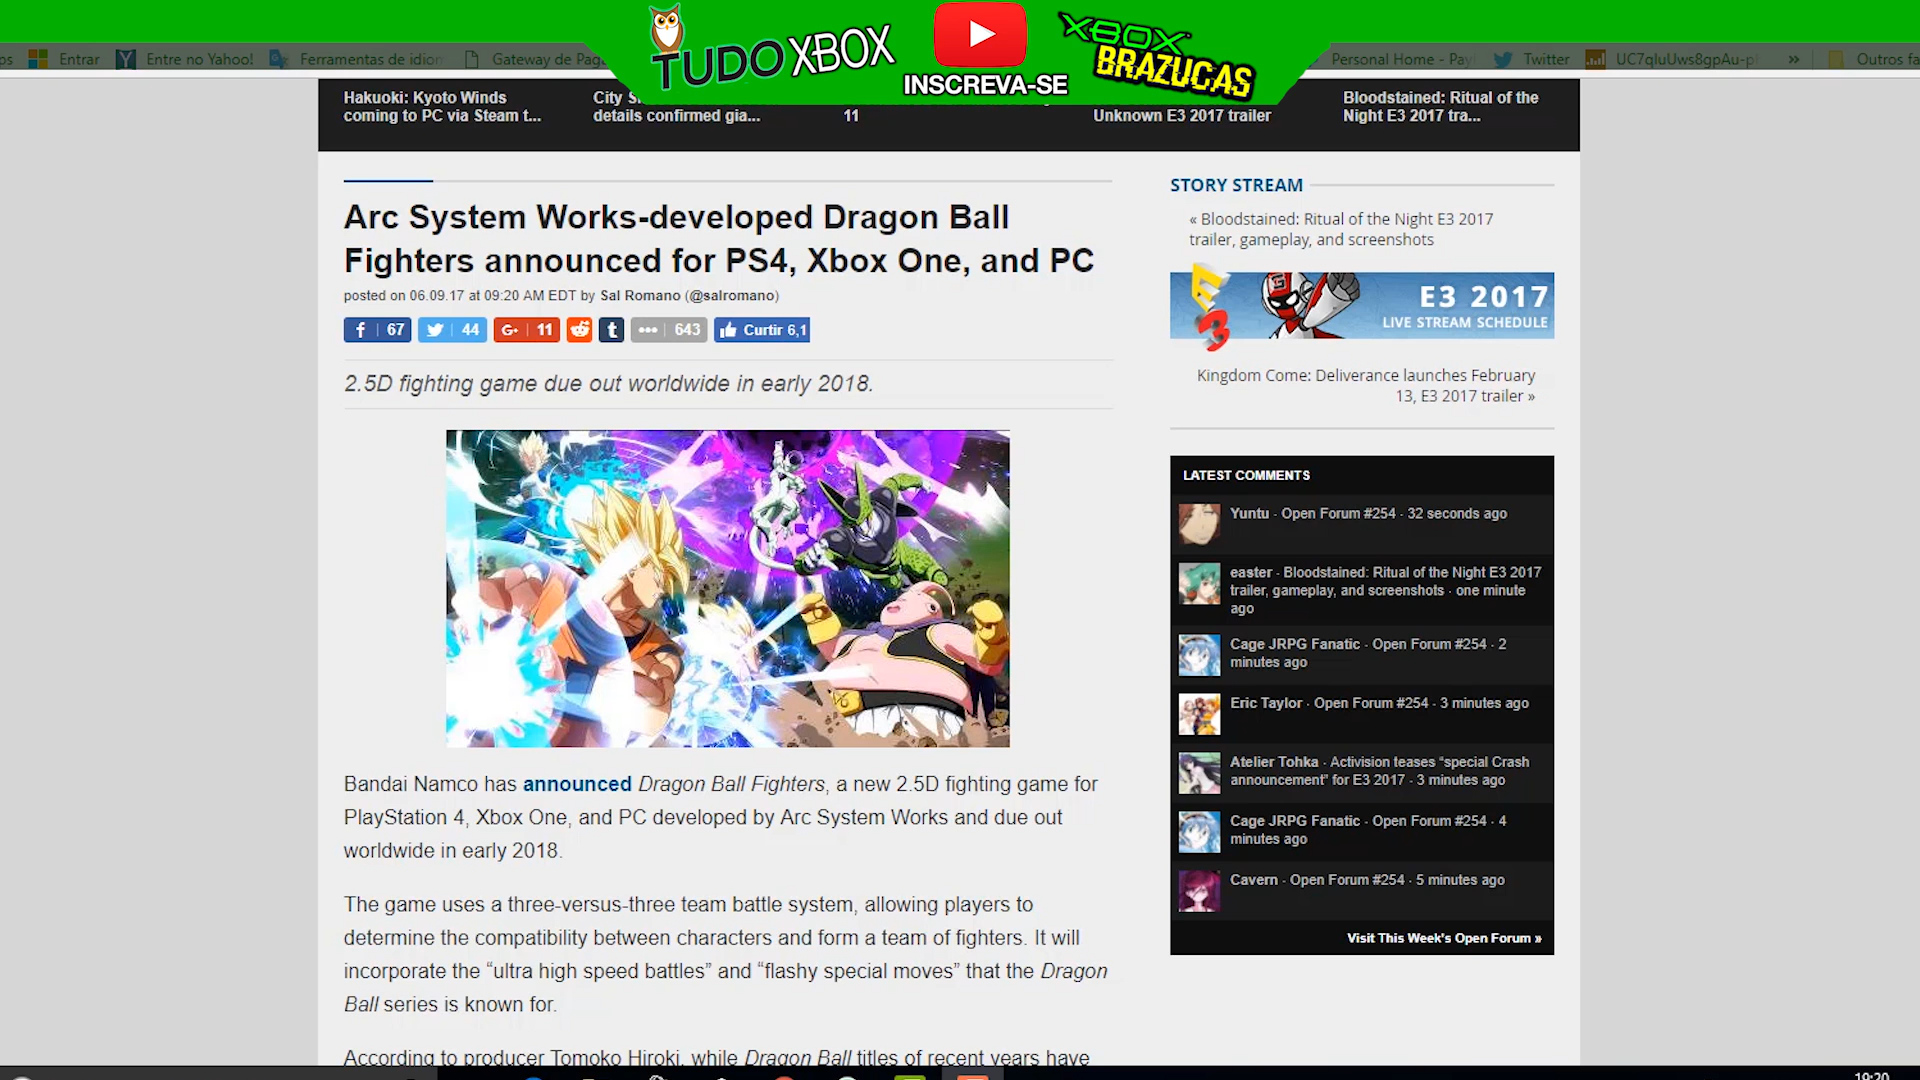 TUDO XBOX
INSCREVA-SE
XBOX
BRAZUCAS
Entrar
Entre no Yahoo!
Ferramentas de idion
Gateway de Pag
Personal Home - Pay
Twitter
»
Outros fa
Hakuoki: Kyoto Winds
coming to PC via Steam t...
City S
details confirmed gia...
11
Unknown E3 2017 trailer
Bloodstained: Ritual of the
Night E3 2017 tra...
Arc System Works-developed Dragon Ball
Fighters announced for PS4, Xbox One, and PC
posted on 06.09.17 at 09:20 AM EDT by Sal Romano (@salromano)
67
44
G+ 11
643
Curtir 6,1
2.5D fighting game due out worldwide in early 2018.
Bandai Namco has announced Dragon Ball Fighters, a new 2.5D fighting game for
PlayStation 4, Xbox One, and PC developed by Arc System Works and due out
worldwide in early 2018.
The game uses a three-versus-three team battle system, allowing players to
determine the compatibility between characters and form a team of fighters. It will
incorporate the “ultra high speed battles” and “flashy special moves” that the Dragon
Ball series is known for.
According to producer Tomoko Hiroki, while Dragon Ball titles of recent years have
STORY STREAM
« Bloodstained: Ritual of the Night E3 2017
trailer, gameplay, and screenshots
E3
E3 2017
LIVE STREAM SCHEDULE
Kingdom Come: Deliverance launches February
13, E3 2017 trailer »
LATEST COMMENTS
Yuntu · Open Forum #254 · 32 seconds ago
easter · Bloodstained: Ritual of the Night E3 2017
trailer, gameplay, and screenshots · one minute
ago
Cage JRPG Fanatic · Open Forum #254 · 2
minutes ago
Eric Taylor · Open Forum #254 · 3 minutes ago
Atelier Tohka · Activision teases “special Crash
announcement” for E3 2017 · 3 minutes ago
Cage JRPG Fanatic · Open Forum #254 · 4
minutes ago
Cavern · Open Forum #254 · 5 minutes ago
Visit This Week's Open Forum »
19:20